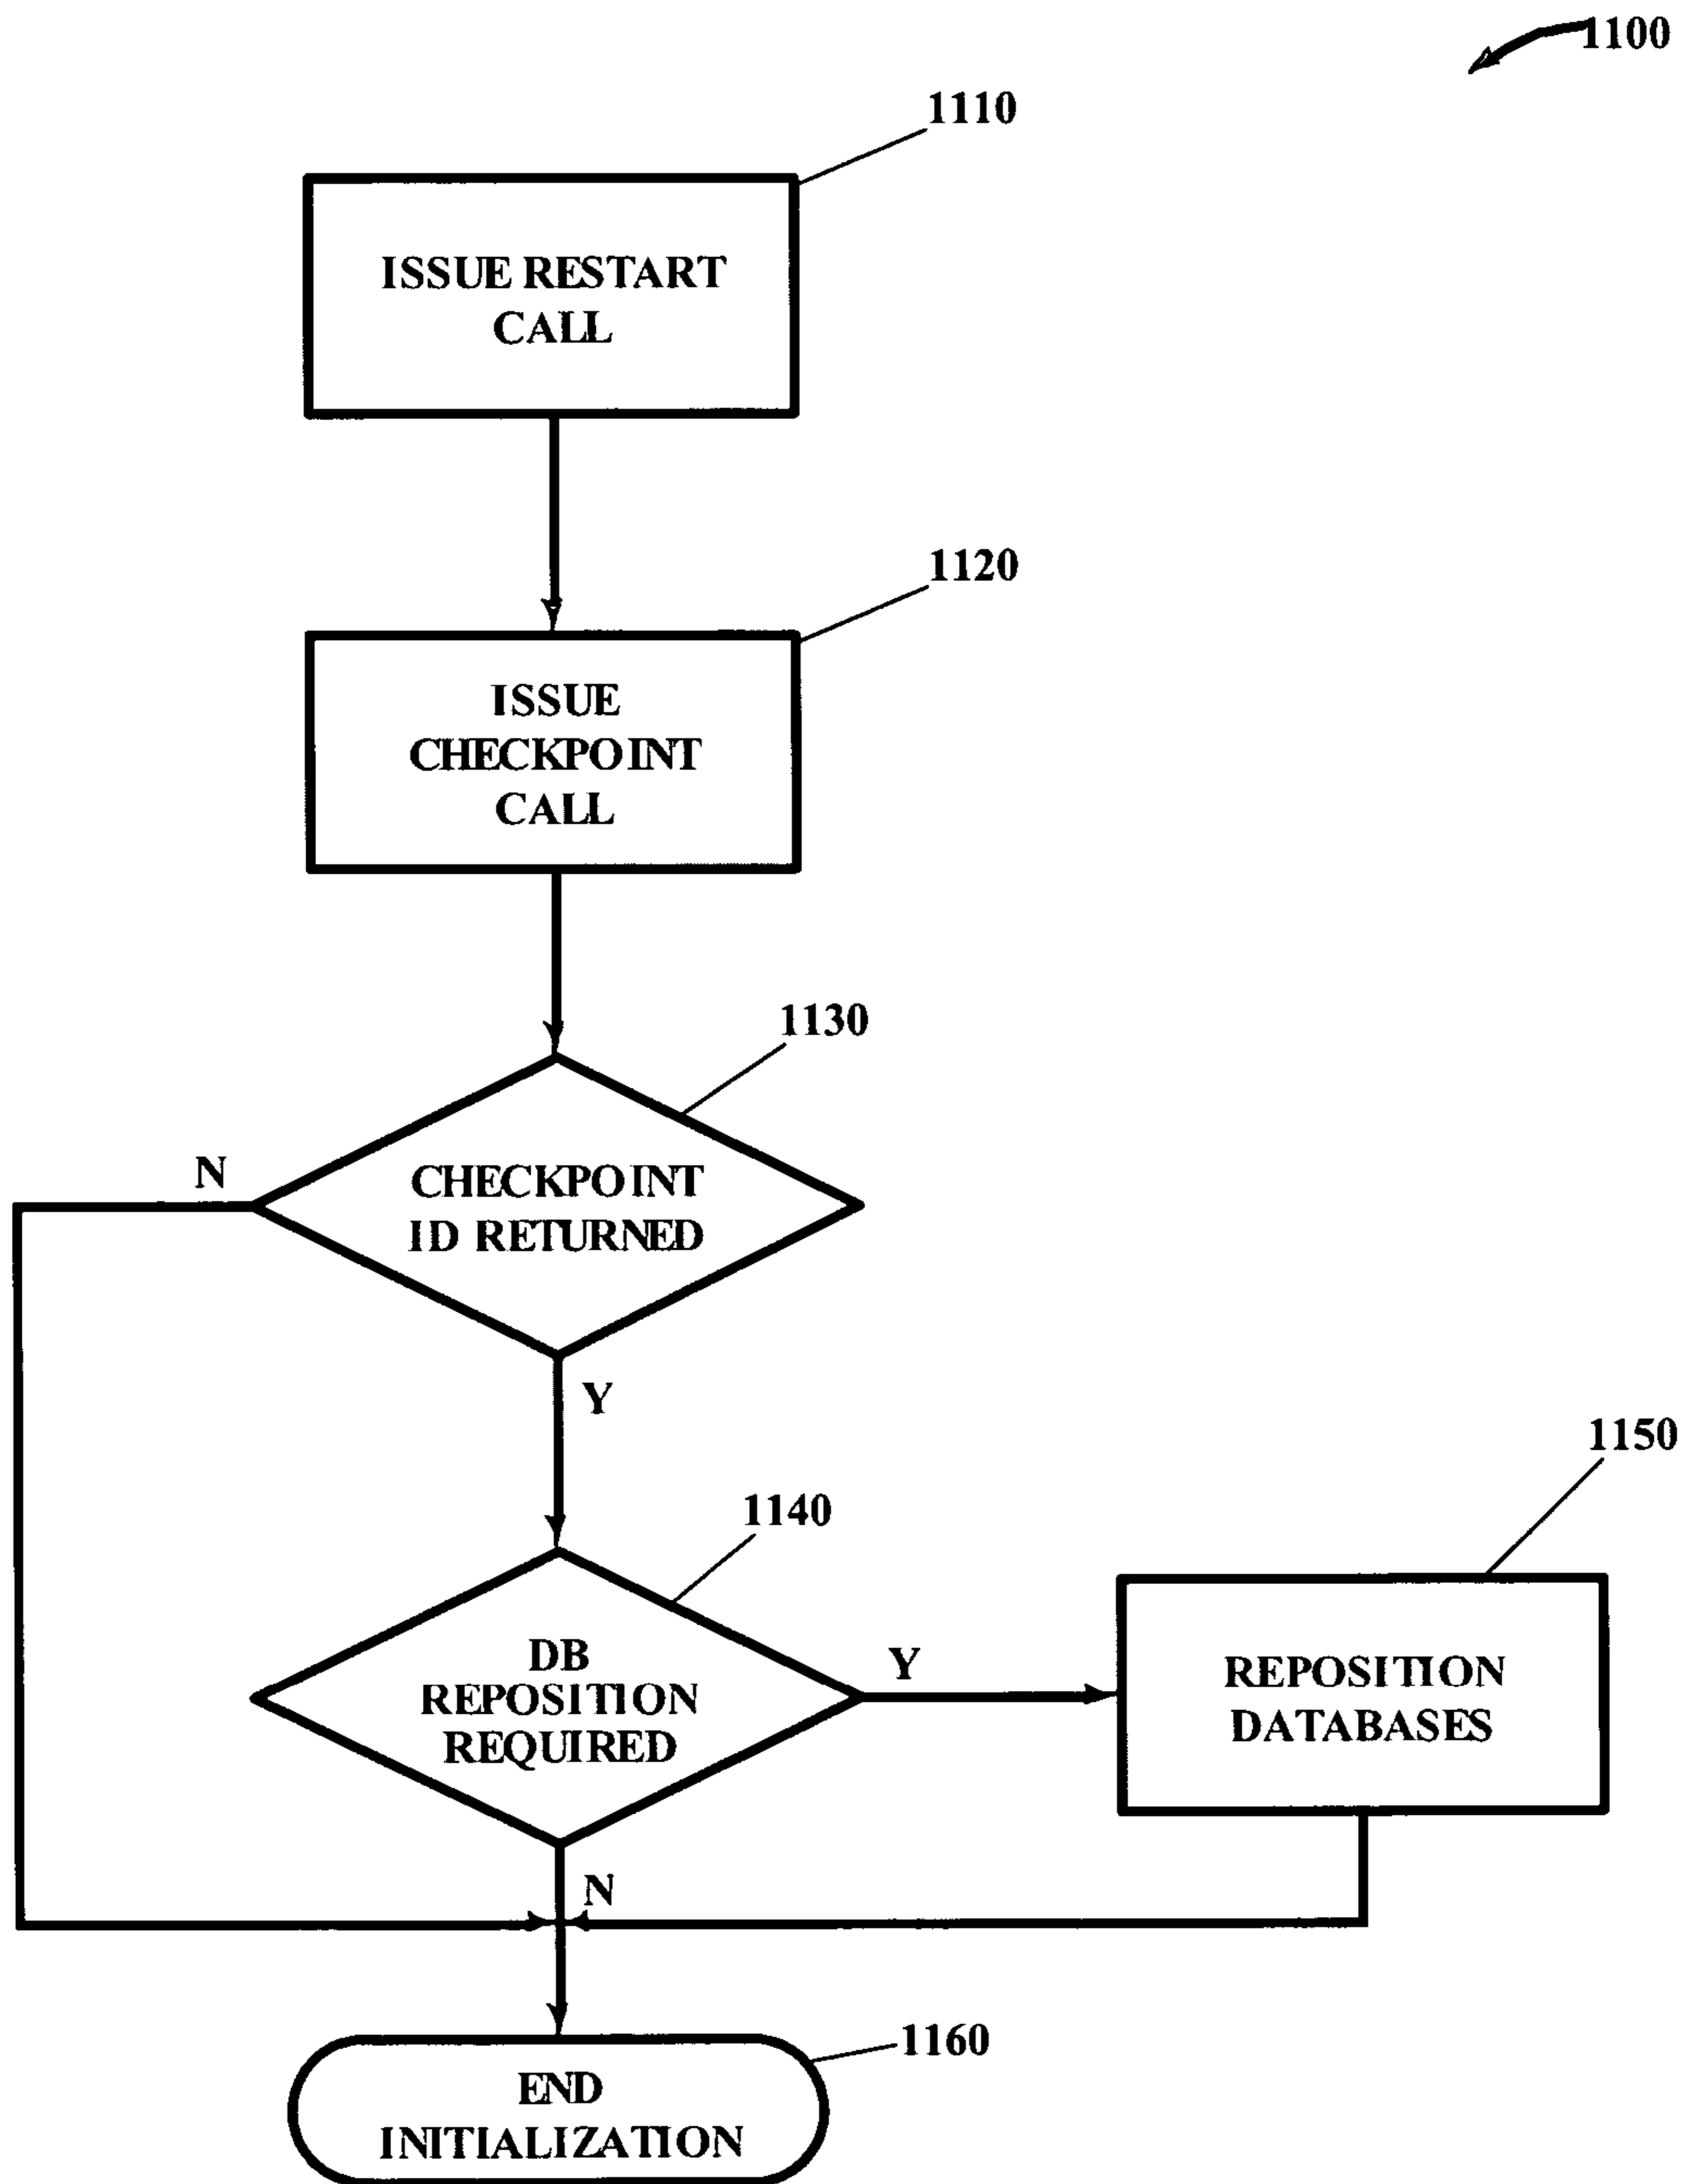 1100
1110
ISSUE RESTART
CALL
1120
ISSUE
CHECKPOINT
CALL
1130
N
CHECKPOINT
ID RETURNED
Y
1150
1140
DB
REPOSITION
REQUIRED
Y
REPOSITION
DATABASES
N
1160
END
INITIALIZATION